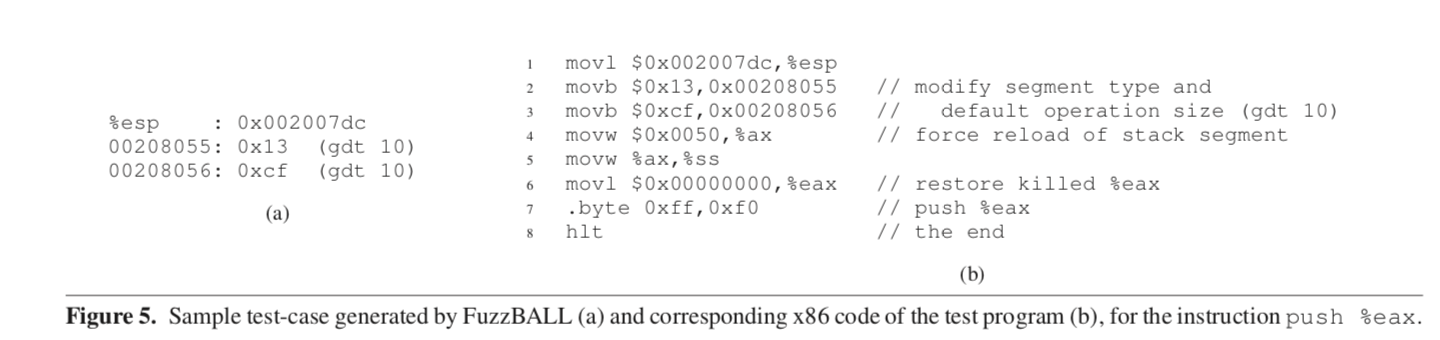 %esp    : 0x002007dc
00208055: 0x13  (gdt 10)
00208056: 0xcf  (gdt 10)
(a)
1 movl $0x002007dc,%esp
2 movb $0x13,0x00208055 // modify segment type and
3 movb $0xcf,0x00208056 //   default operation size (gdt 10)
4 movw $0x0050,%ax // force reload of stack segment
5 movw %ax,%ss
6 movl $0x00000000,%eax // restore killed %eax
7 .byte 0xff,0xf0 // push %eax
8 hlt // the end
(b)
Figure 5. Sample test-case generated by FuzzBALL (a) and corresponding x86 code of the test program (b), for the instruction push %eax.